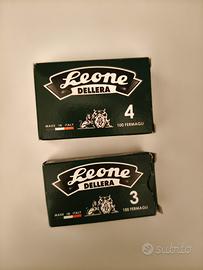 Leone
DELLERA
4
MADE IN ITALY
100 FERMAGLI
Leone
DELLERA
3
MADE IN ITALY
100 FERMAGLI
subito